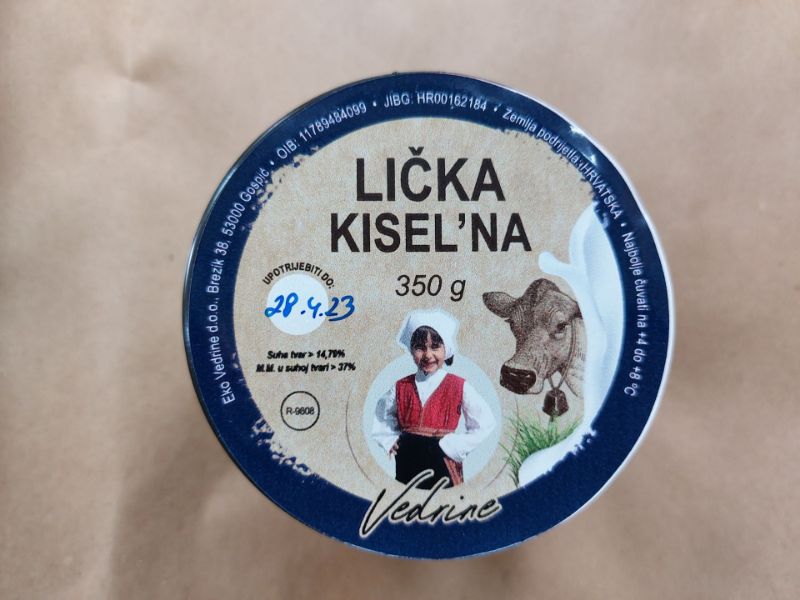 Eko Vedrine d.o.o., Brezik 38, 53000 Gospić • OIB: 11789484099 • JIBG: HR00162184 • Zemlja podrijetla: HRVATSKA • Najbolje čuvati na +4 do +8 °C
LIČKA
KISEL'NA
350 g
UPOTRIJEBITI DO:
28.4.23
Suha tvar > 14,79%
M.M. u suhoj tvari > 37%
R-9608
Vedrine